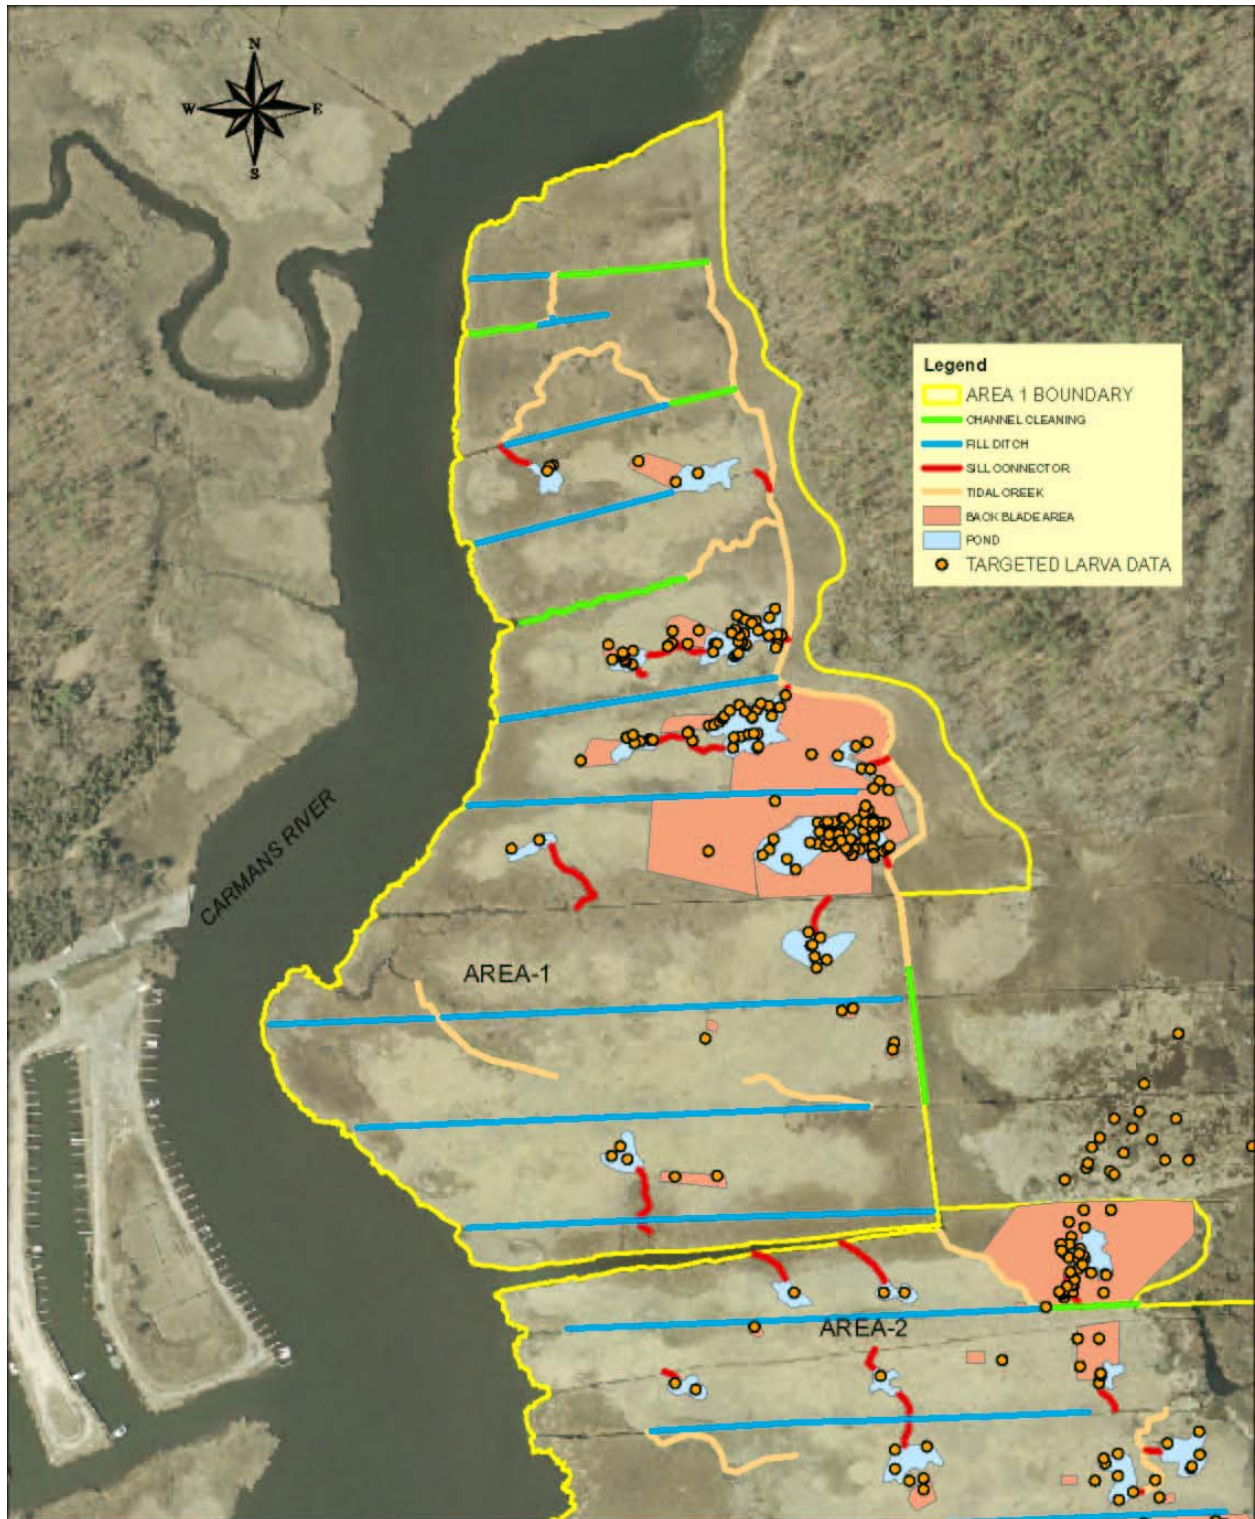 N
W E
S
Legend
AREA 1 BOUNDARY
CHANNEL CLEANING
FILL DITCH
SILL CONNECTOR
TIDAL CREEK
BACK BLADE AREA
POND
TARGETED LARVA DATA
CARMANS RIVER
AREA-1
AREA-2